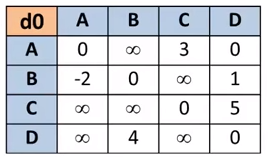 d0 A B C D
A 0 ∞ 3 0
B -2 0 ∞ 1
C ∞ ∞ 0 5
D ∞ 4 ∞ 0